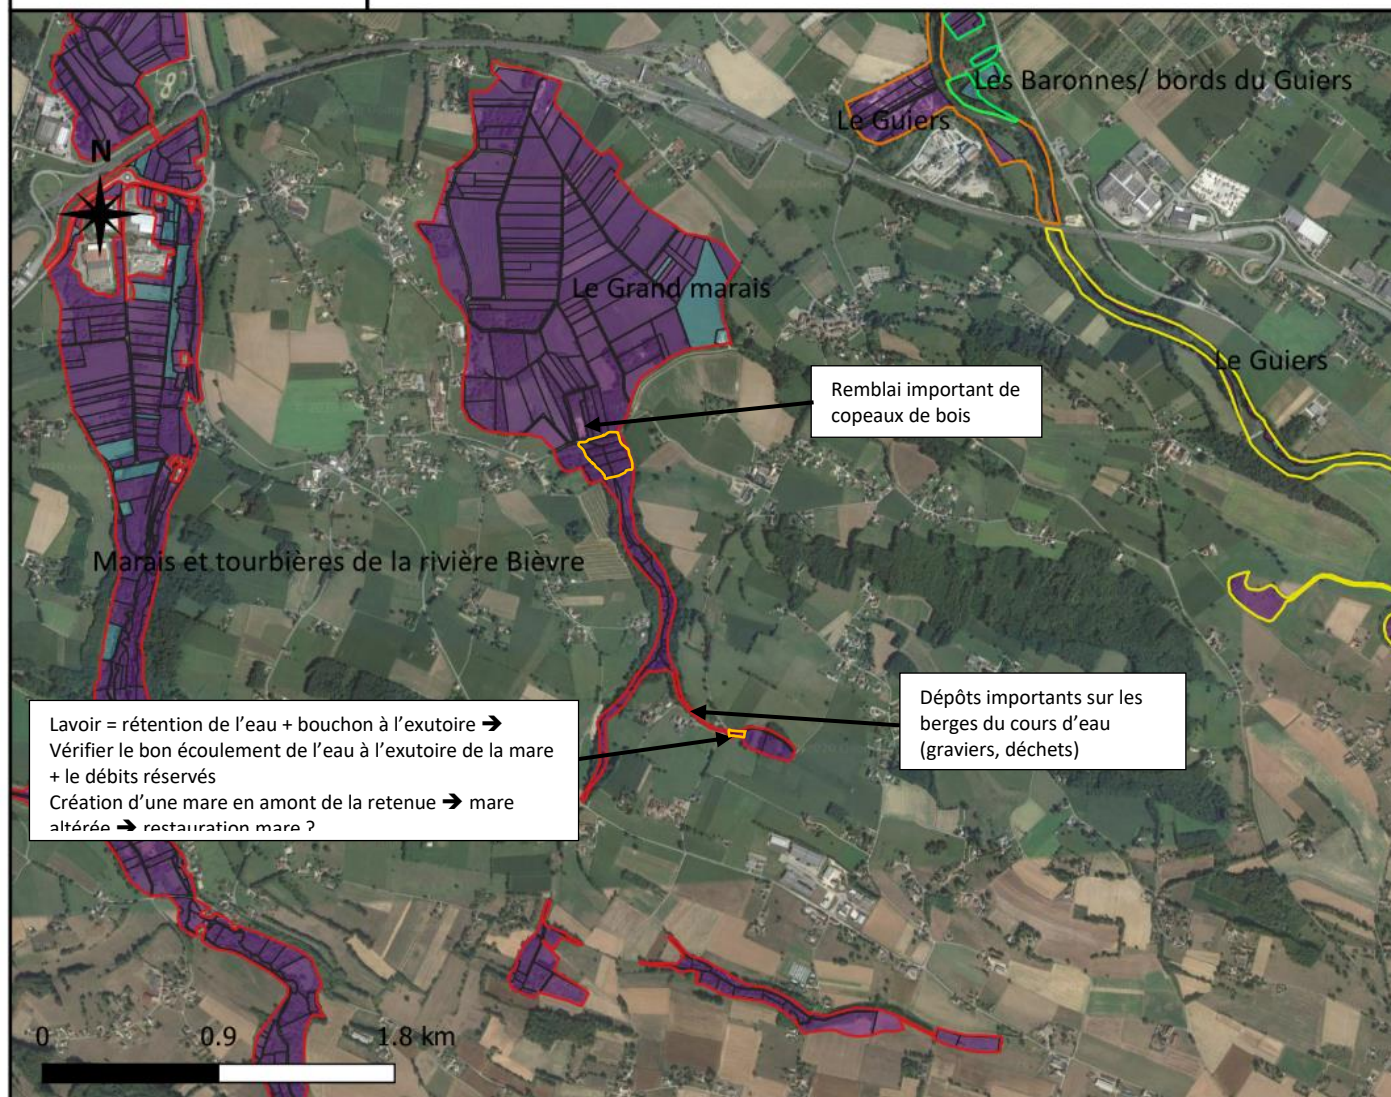 Les Baronnes/ bords du Guiers
Le Guiers
N
Le Grand marais
Le Guiers
Remblai important de
copeaux de bois
Marais et tourbières de la rivière Bièvre
Dépôts importants sur les
berges du cours d’eau
(graviers, déchets)
Lavoir = rétention de l’eau + bouchon à l’exutoire ➔
Vérifier le bon écoulement de l’eau à l’exutoire de la mare
+ le débits réservés
Création d’une mare en amont de la retenue ➔ mare
altérée ➔ restauration mare ?
0 0.9 1.8 km